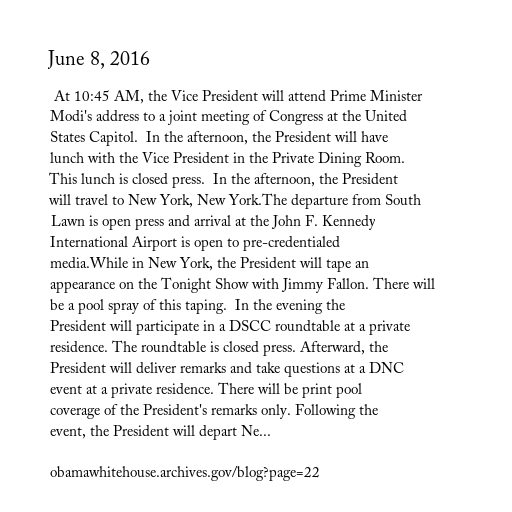 June 8, 2016
At 10:45 AM, the Vice President will attend Prime Minister
Modi's address to a joint meeting of Congress at the United
States Capitol.  In the afternoon, the President will have
lunch with the Vice President in the Private Dining Room.
This lunch is closed press.  In the afternoon, the President
will travel to New York, New York.The departure from South
Lawn is open press and arrival at the John F. Kennedy
International Airport is open to pre-credentialed
media.While in New York, the President will tape an
appearance on the Tonight Show with Jimmy Fallon. There will
be a pool spray of this taping.  In the evening the
President will participate in a DSCC roundtable at a private
residence. The roundtable is closed press. Afterward, the
President will deliver remarks and take questions at a DNC
event at a private residence. There will be print pool
coverage of the President's remarks only. Following the
event, the President will depart Ne...
obamawhitehouse.archives.gov/blog?page=22